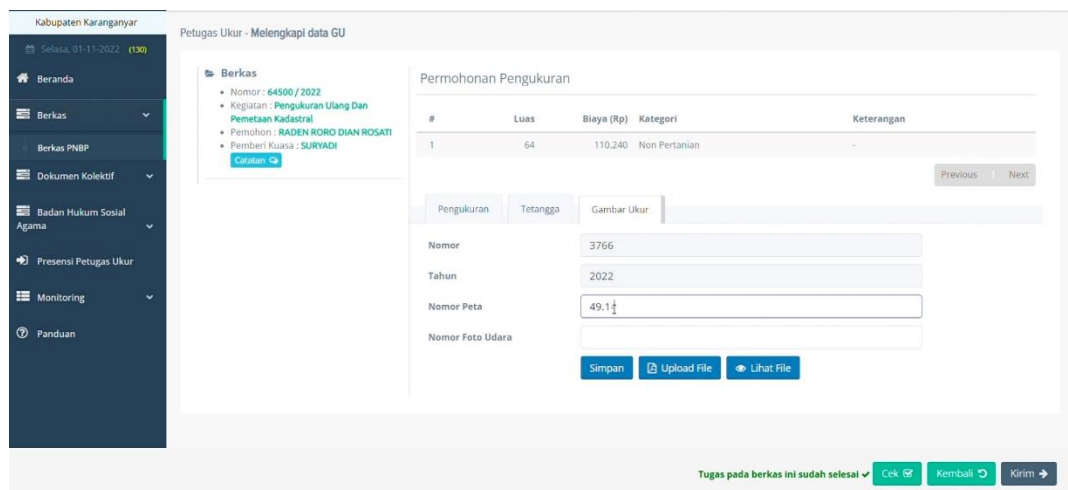 Kabupaten Karanganyar
Selasa, 01-11-2022 (130)
Beranda
Berkas
Berkas PNBP
Dokumen Kolektif
Badan Hukum Sosial
Agama
Presensi Petugas Ukur
Monitoring
Panduan
Petugas Ukur - Melengkapi data GU
Berkas
Nomor : 64500 / 2022
Kegiatan : Pengukuran Ulang Dan
Pemetaan Kadastral
Pemohon : RADEN RORO DIAN ROSATI
Pemberi Kuasa : SURYADI
Catatan
Permohonan Pengukuran
# Luas Biaya (Rp) Kategori Keterangan
1 64 110.240 Non Pertanian -
Previous Next
Pengukuran Tetangga Gambar Ukur
Nomor 3766
Tahun 2022
Nomor Peta 49.1
Nomor Foto Udara
Simpan Upload File Lihat File
Tugas pada berkas ini sudah selesai Cek Kembali Kirim